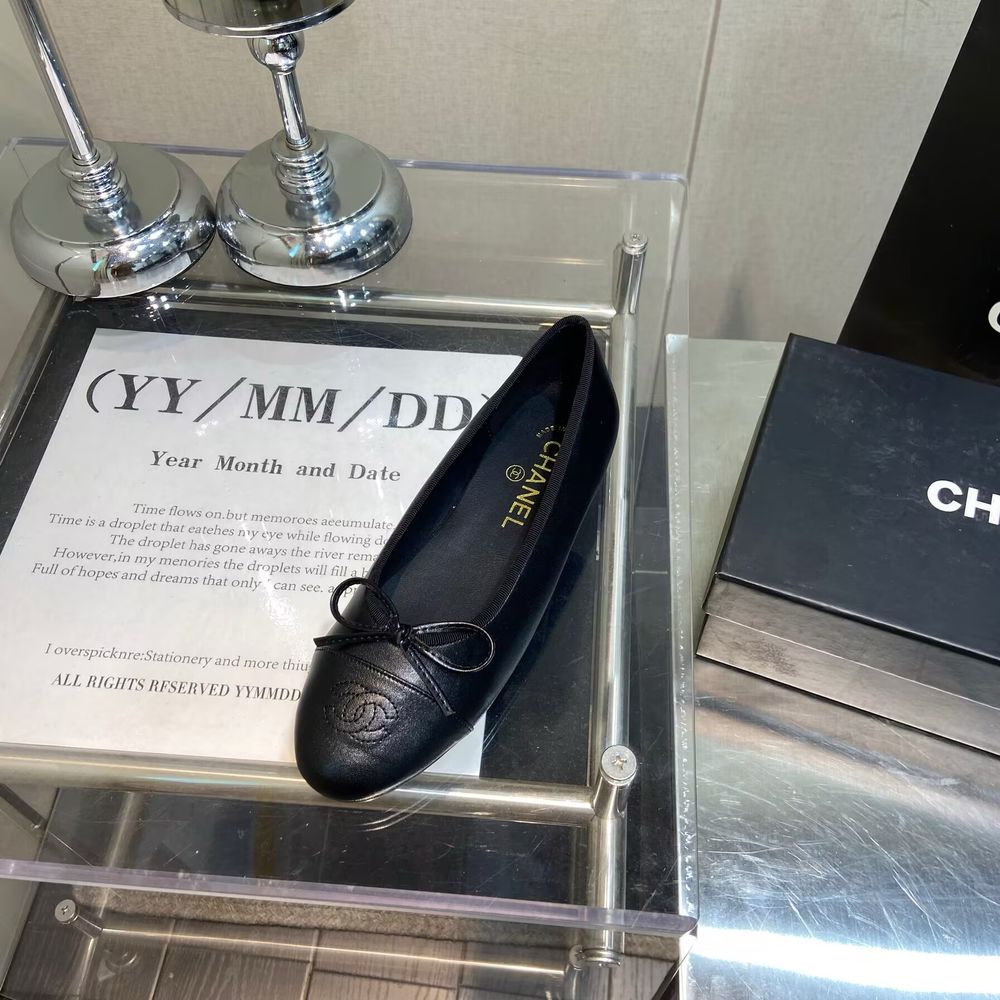 (YY/MM/DD)
Year Month and Date
Time flows on.but memoroes aeeumulate
Time is a droplet that eatehes my eye while flowing
The droplet has gone aways the river
However,in my menories the droplets will fill a
Full of hopes and dreams that only I can see.
I overspicknre:Stationery and more
ALL RIGHTS RFSERVED YYMMDD
CHANEL
CH